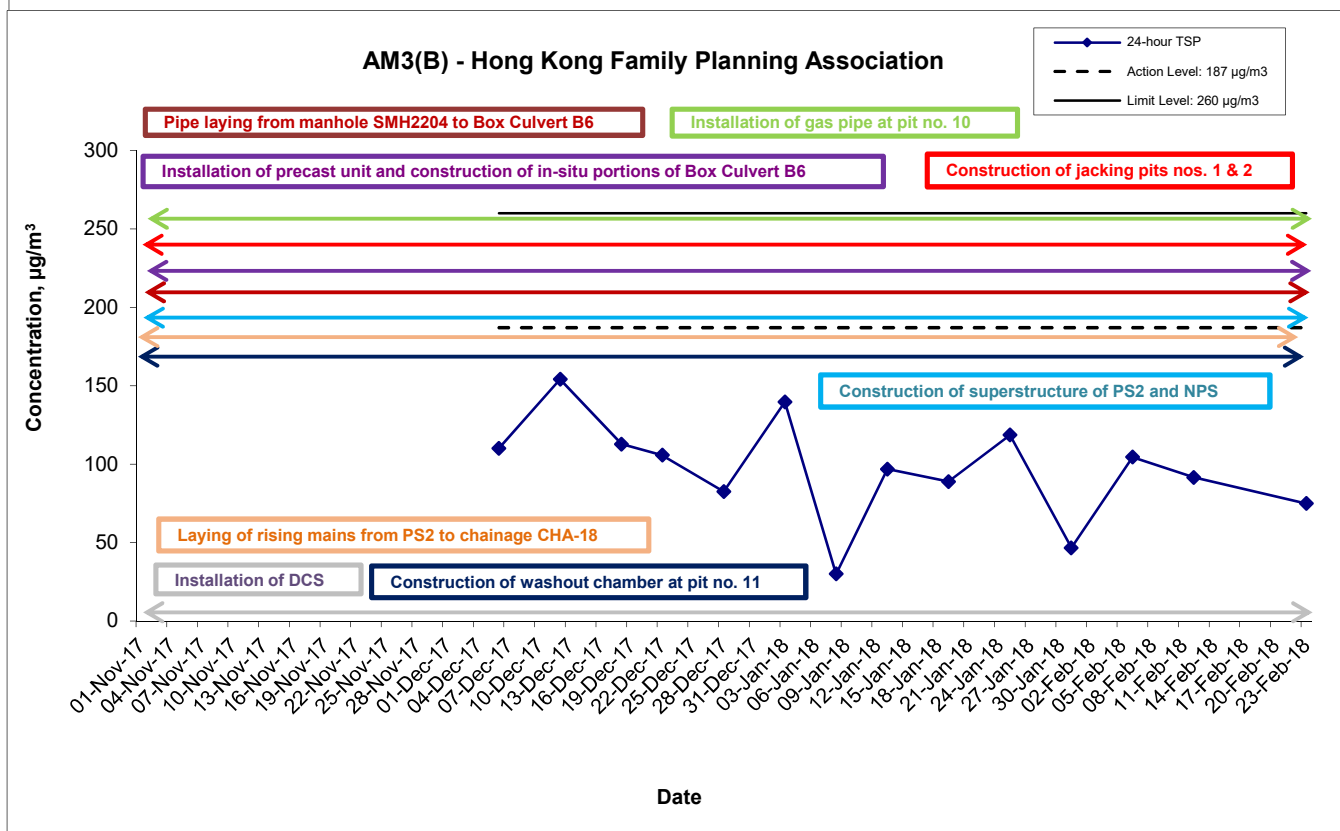 AM3(B) - Hong Kong Family Planning Association
24-hour TSP
Action Level: 187 µg/m3
Limit Level: 260 µg/m3
Pipe laying from manhole SMH2204 to Box Culvert B6
Installation of gas pipe at pit no. 10
Installation of precast unit and construction of in-situ portions of Box Culvert B6
Construction of jacking pits nos. 1 & 2
Construction of superstructure of PS2 and NPS
Laying of rising mains from PS2 to chainage CHA-18
Installation of DCS
Construction of washout chamber at pit no. 11
Concentration, µg/m³
300
250
200
150
100
50
0
01-Nov-17
04-Nov-17
07-Nov-17
10-Nov-17
13-Nov-17
16-Nov-17
19-Nov-17
22-Nov-17
25-Nov-17
28-Nov-17
01-Dec-17
04-Dec-17
07-Dec-17
10-Dec-17
13-Dec-17
16-Dec-17
19-Dec-17
22-Dec-17
25-Dec-17
28-Dec-17
31-Dec-17
03-Jan-18
06-Jan-18
09-Jan-18
12-Jan-18
15-Jan-18
18-Jan-18
21-Jan-18
24-Jan-18
27-Jan-18
30-Jan-18
02-Feb-18
05-Feb-18
08-Feb-18
11-Feb-18
14-Feb-18
17-Feb-18
20-Feb-18
23-Feb-18
Date